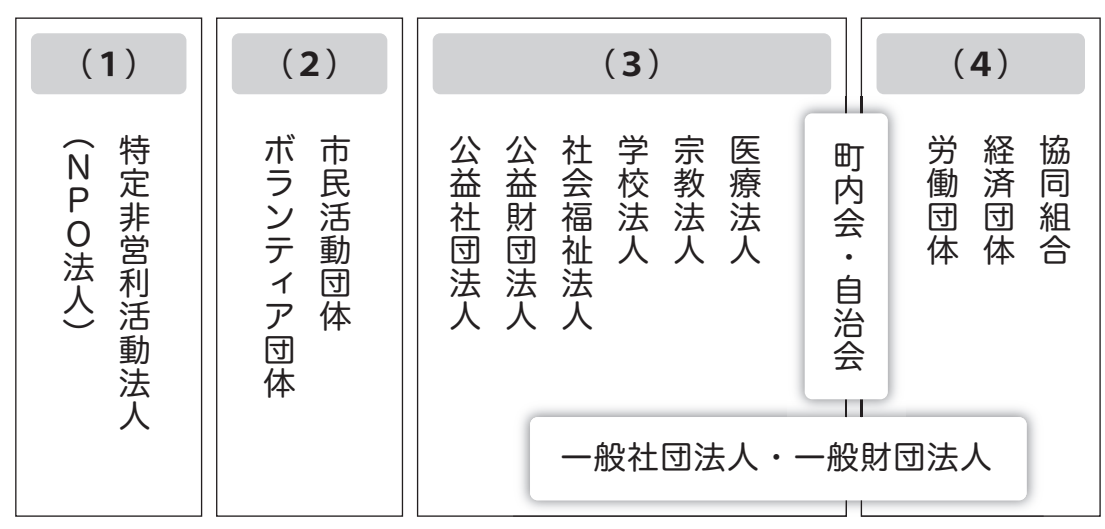 （1）
特定非営利活動法人
（NPO法人）
（2）
市民活動団体
ボランティア団体
（3）
公益社団法人
公益財団法人
社会福祉法人
学校法人
宗教法人
医療法人
町内会・自治会
（4）
労働団体
経済団体
協同組合
一般社団法人・一般財団法人